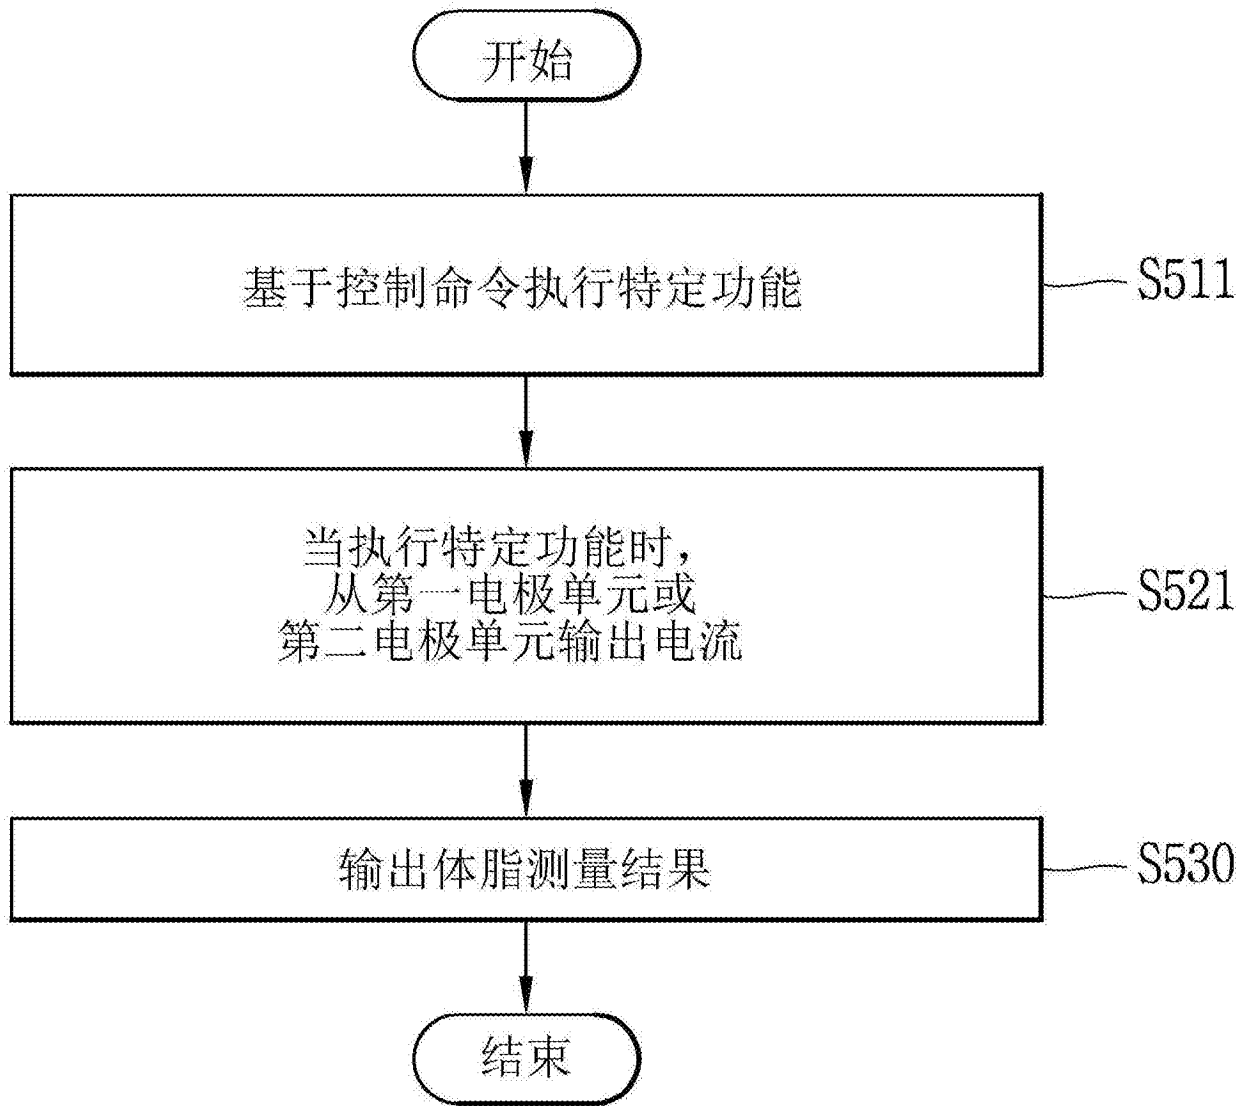 开始
基于控制命令执行特定功能
S511
当执行特定功能时，
从第一电极单元或
第二电极单元输出电流
S521
输出体脂测量结果
S530
结束